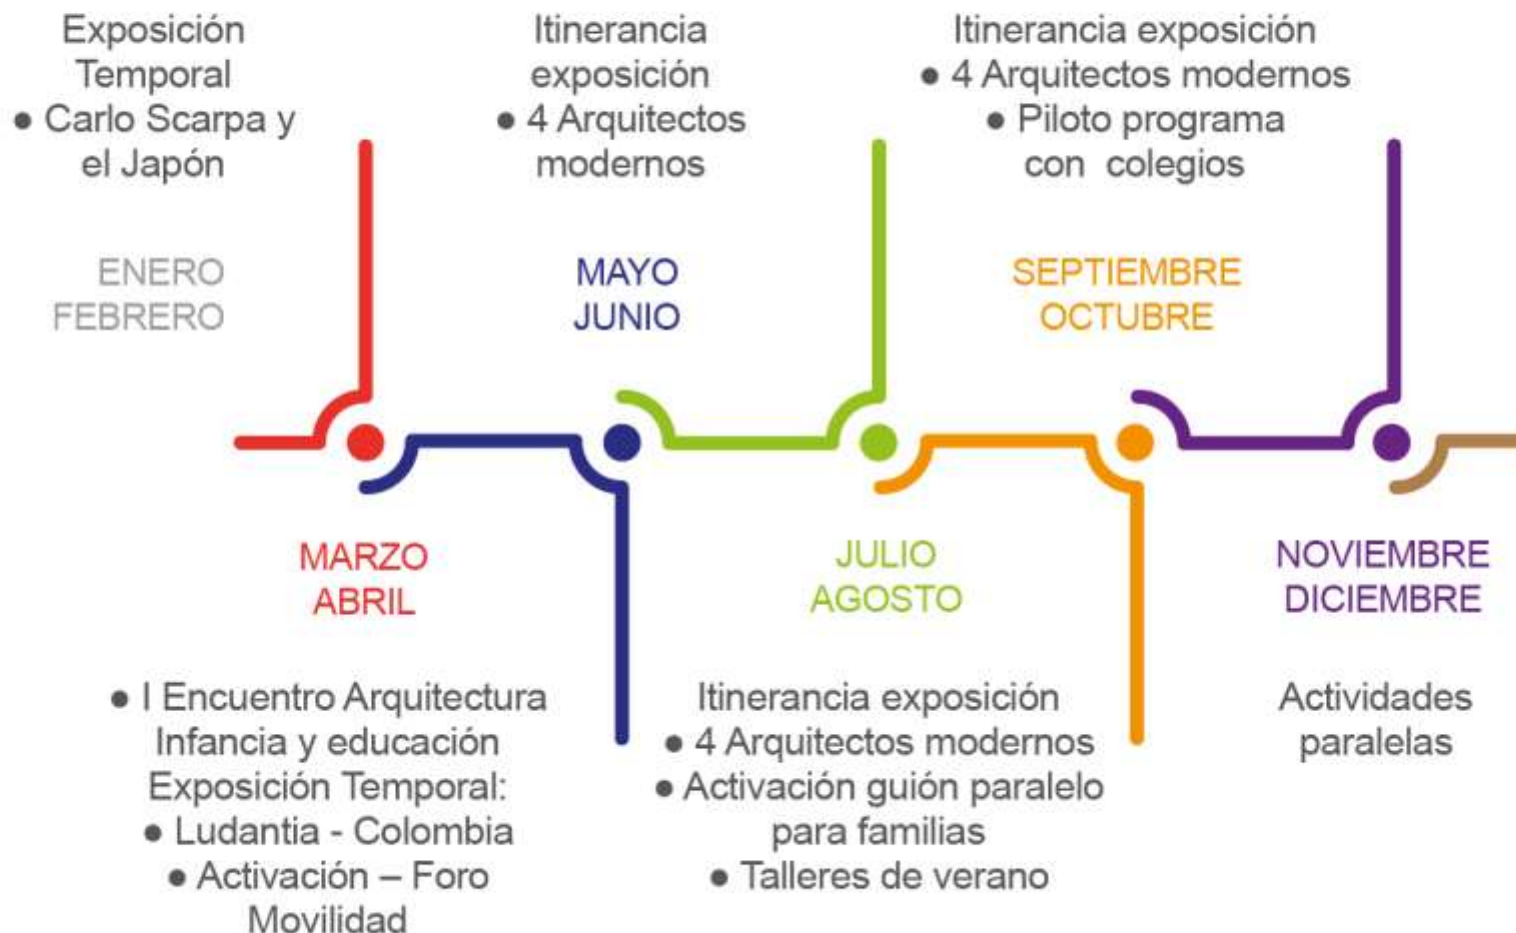 Exposición
Temporal
● Carlo Scarpa y
el Japón
ENERO
FEBRERO
MARZO
ABRIL
● I Encuentro Arquitectura
Infancia y educación
Exposición Temporal:
● Ludantia - Colombia
● Activación – Foro
Movilidad
Itinerancia
exposición
● 4 Arquitectos
modernos
MAYO
JUNIO
JULIO
AGOSTO
Itinerancia exposición
● 4 Arquitectos modernos
● Activación guión paralelo
para familias
● Talleres de verano
Itinerancia exposición
● 4 Arquitectos modernos
● Piloto programa
con colegios
SEPTIEMBRE
OCTUBRE
NOVIEMBRE
DICIEMBRE
Actividades
paralelas